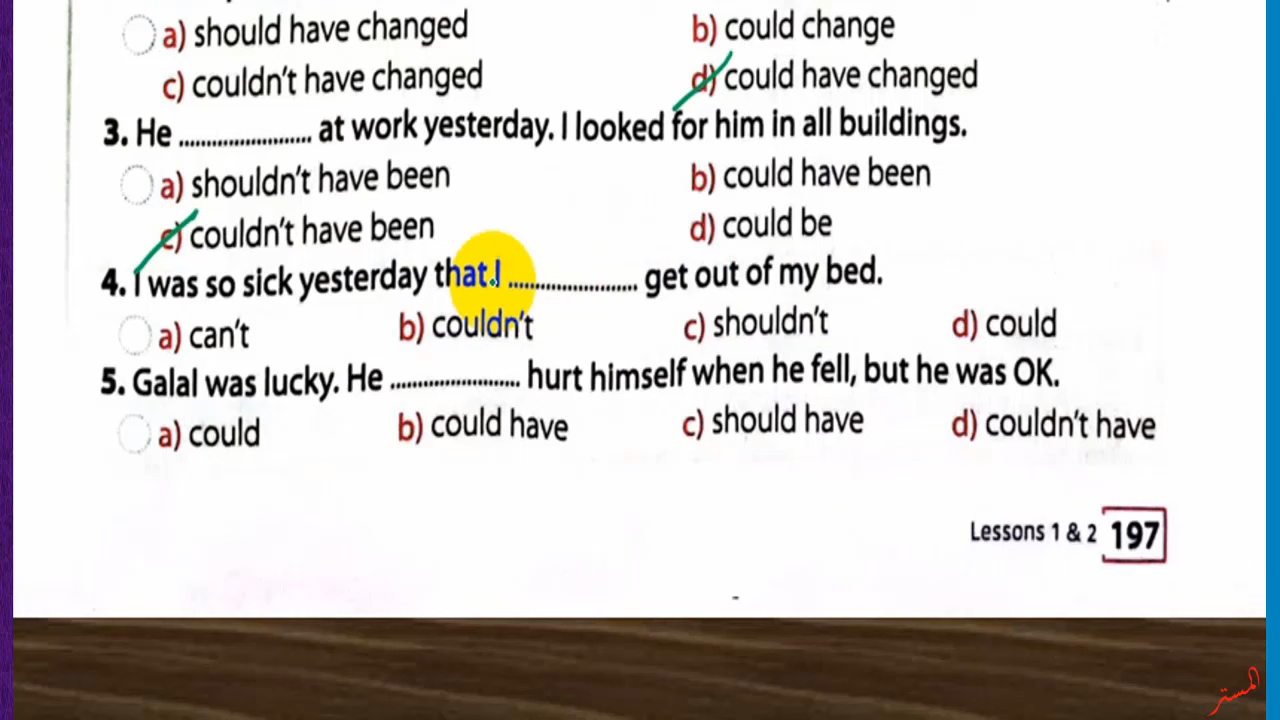 a) should have changed b) could change
c) couldn't have changed d) could have changed
3. He ........................ at work yesterday. I looked for him in all buildings.
a) shouldn't have been b) could have been
c) couldn't have been d) could be
4. I was so sick yesterday that I ........................ get out of my bed.
a) can't b) couldn't c) shouldn't d) could
5. Galal was lucky. He ........................ hurt himself when he fell, but he was OK.
a) could b) could have c) should have d) couldn't have
Lessons 1 & 2 197
المستر